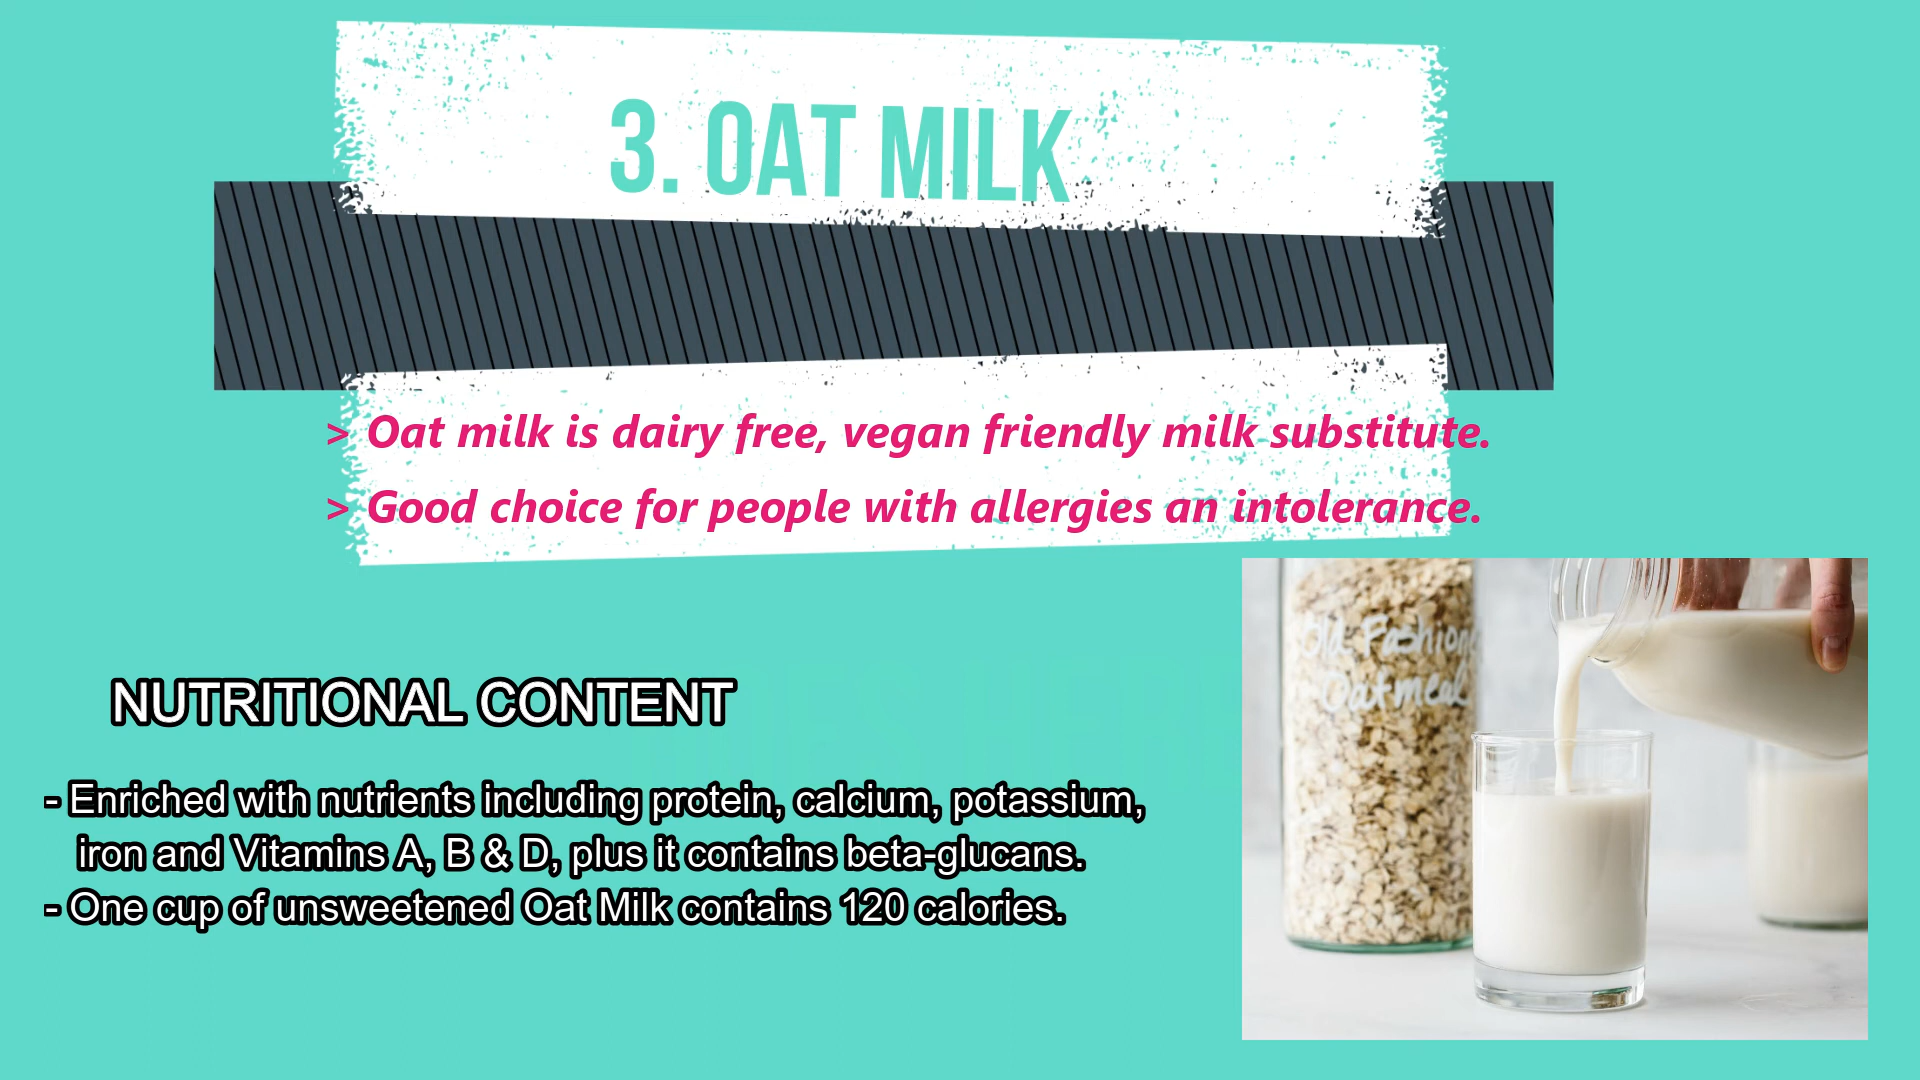 3. OAT MILK
> Oat milk is dairy free, vegan friendly milk substitute.
> Good choice for people with allergies an intolerance.
Old Fashion
Oatmeal
NUTRITIONAL CONTENT
- Enriched with nutrients including protein, calcium, potassium,
iron and Vitamins A, B & D, plus it contains beta-glucans.
- One cup of unsweetened Oat Milk contains 120 calories.